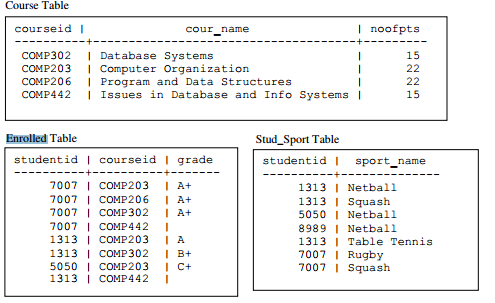 Course Table
courseid | cour_name | noofpts
----------+-----------------------------------+---------
COMP302 | Database Systems | 15
COMP203 | Computer Organization | 22
COMP206 | Program and Data Structures | 22
COMP442 | Issues in Database and Info Systems | 15
Enrolled Table
studentid | courseid | grade
----------+----------+-------
7007 | COMP203 | A+
7007 | COMP206 | A+
7007 | COMP302 | A+
7007 | COMP442 |
1313 | COMP203 | A
1313 | COMP302 | B+
5050 | COMP203 | C+
1313 | COMP442 |
Stud_Sport Table
studentid | sport_name
----------+-------------
1313 | Netball
1313 | Squash
5050 | Netball
8989 | Netball
1313 | Table Tennis
7007 | Rugby
7007 | Squash